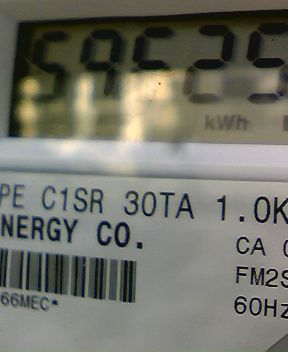 59525
kWh
PE C1SR 30TA 1.0K
NERGY CO.
CA
FM2S
66MEC*
60Hz